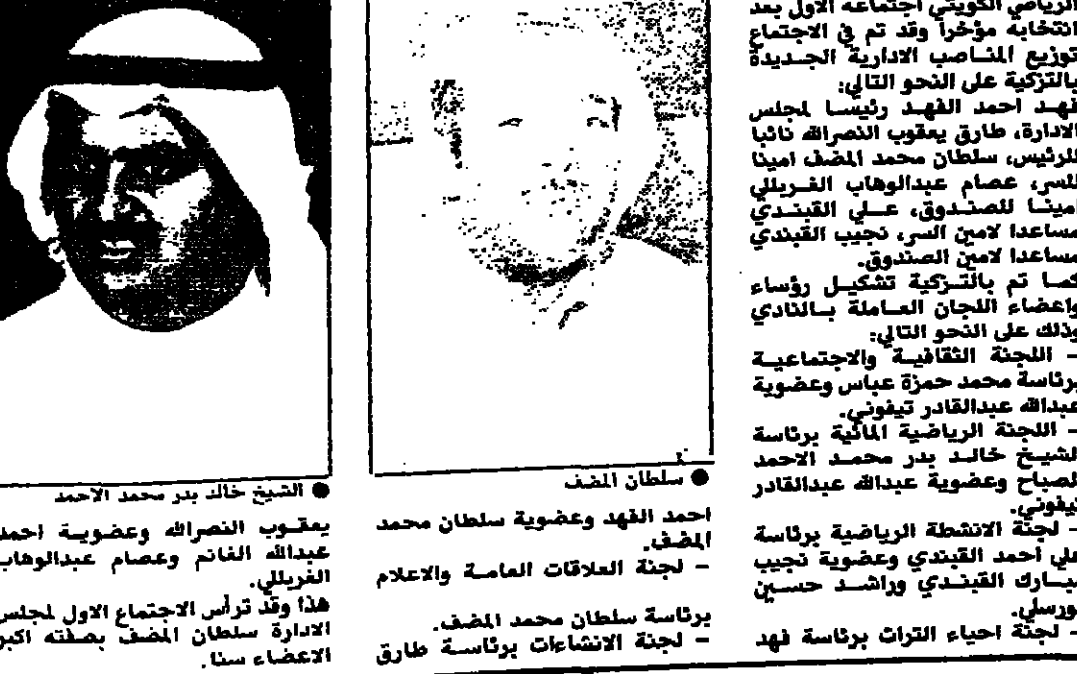 الرياضي الكويتي اجتماعه الاول بعد
انتخابه مؤخراً وقد تم في الاجتماع
توزيع المناصب الادارية الجديدة
بالتزكية على النحو التالي:
فهد احمد الفهد رئيسا لمجلس
الادارة، طارق يعقوب النصرالله نائبا
للرئيس، سلطان محمد المضف امينا
للسر، عصام عبدالوهاب الغريللي
امينا للصندوق، علي القبندي
مساعدا لامين السر، نجيب القبندي
مساعدا لامين الصندوق.
كما تم بالتزكية تشكيل رؤساء
واعضاء اللجان العاملة بالنادي
وذلك على النحو التالي:
- اللجنة الثقافية والاجتماعية
برئاسة محمد حمزة عباس وعضوية
عبدالله عبدالقادر تيفوني.
- اللجنة الرياضية المائية برئاسة
الشيخ خالد بدر محمد الاحمد
الصباح وعضوية عبدالله عبدالقادر
تيفوني.
- لجنة الانشطة الرياضية برئاسة
علي احمد القبندي وعضوية نجيب
مبارك القبندي وراشد حسين
بورسلي.
- لجنة احياء التراث برئاسة فهد
● سلطان المضف
احمد الفهد وعضوية سلطان محمد
المضف.
- لجنة العلاقات العامة والاعلام
برئاسة سلطان محمد المضف.
- لجنة الانشاءات برئاسة طارق
● الشيخ خالد بدر محمد الاحمد
يعقوب النصرالله وعضوية احمد
عبدالله الغانم وعصام عبدالوهاب
الغريللي.
هذا وقد ترأس الاجتماع الاول لمجلس
الادارة سلطان المضف بصفته اكبر
الاعضاء سنا.